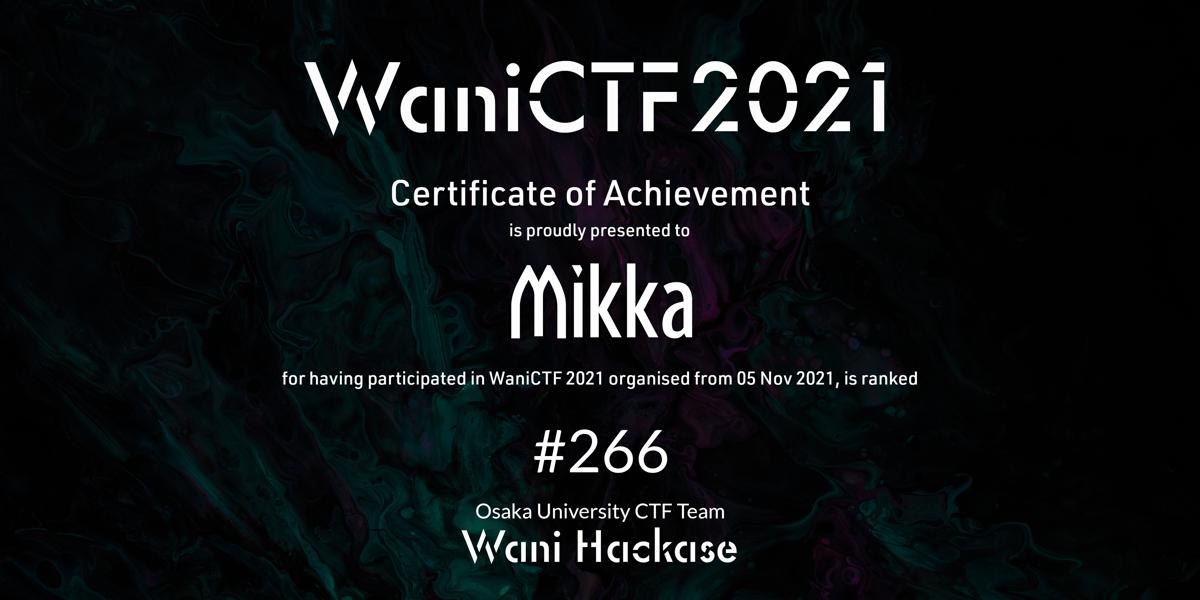 WaniCTF2021
Certificate of Achievement
is proudly presented to
Mikka
for having participated in WaniCTF 2021 organised from 05 Nov 2021, is ranked
#266
Osaka University CTF Team
Wani Hackase